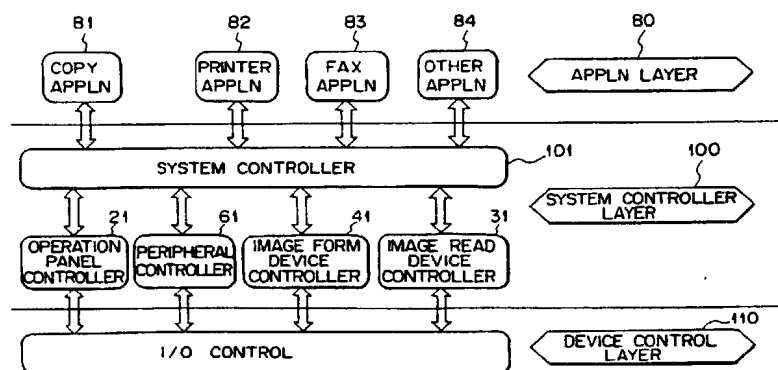 81
82
83
84
80
COPY
APPLN
PRINTER
APPLN
FAX
APPLN
OTHER
APPLN
APPLN LAYER
SYSTEM CONTROLLER
101
100
SYSTEM CONTROLLER
LAYER
21
61
41
31
OPERATION
PANEL
CONTROLLER
PERIPHERAL
CONTROLLER
IMAGE FORM
DEVICE
CONTROLLER
IMAGE READ
DEVICE
CONTROLLER
110
I/O CONTROL
DEVICE CONTROL
LAYER